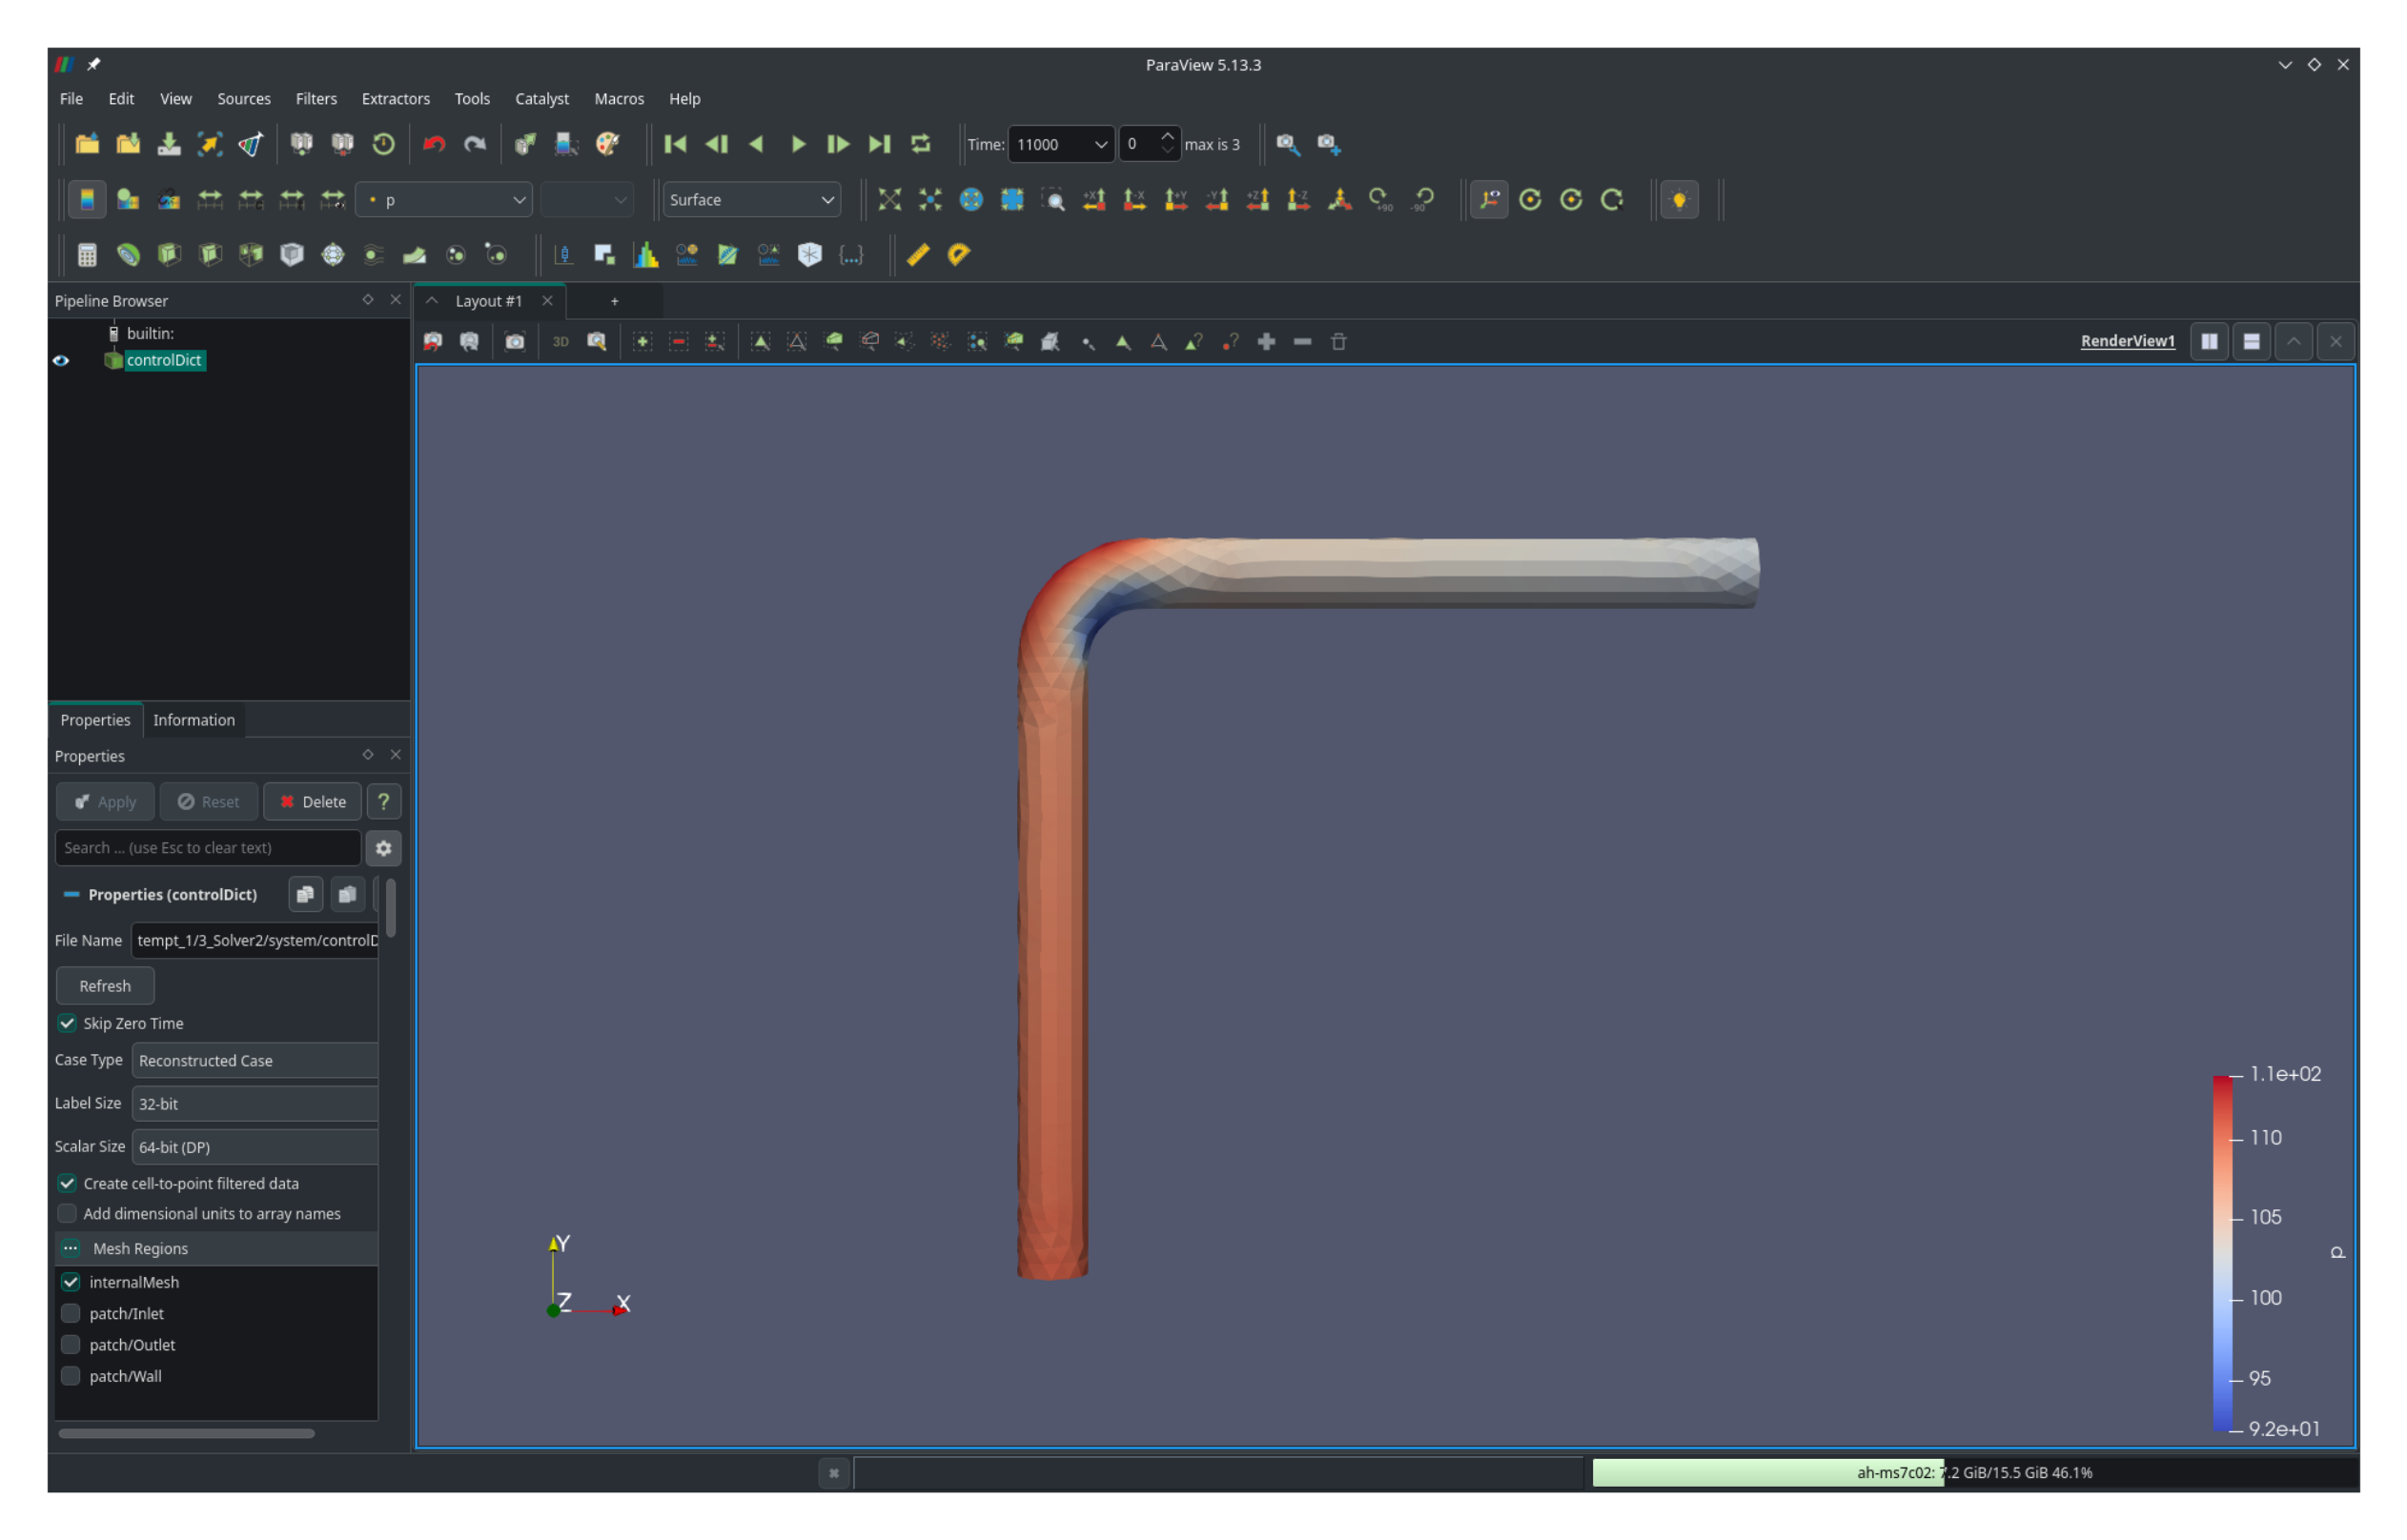 ParaView 5.13.3
File Edit View Sources Filters Extractors Tools Catalyst Macros Help
Time: 11000 0 max is 3
p Surface +X -X +Y -Y +Z -Z +90 -90
{...}
Pipeline Browser
Layout #1 +
builtin:
controlDict
3D ? ? RenderView1
Properties Information
Properties
Apply Reset Delete ?
Search ... (use Esc to clear text)
Properties (controlDict)
File Name tempt_1/3_Solver2/system/controlD
Refresh
Skip Zero Time
Case Type Reconstructed Case
Label Size 32-bit
Scalar Size 64-bit (DP)
Create cell-to-point filtered data
Add dimensional units to array names
Mesh Regions
internalMesh
patch/Inlet
patch/Outlet
patch/Wall
Y
Z X
1.1e+02
110
105
p
100
95
9.2e+01
ah-ms7c02: 7.2 GiB/15.5 GiB 46.1%